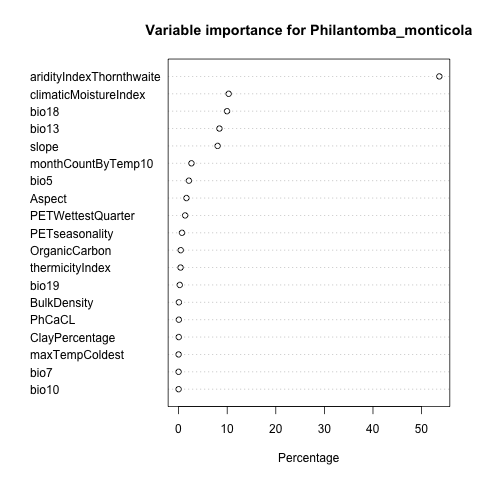 Variable importance for Philantomba_monticola
aridityIndexThornthwaite
climaticMoistureIndex
bio18
bio13
slope
monthCountByTemp10
bio5
Aspect
PETWettestQuarter
PETseasonality
OrganicCarbon
thermicityIndex
bio19
BulkDensity
PhCaCL
ClayPercentage
maxTempColdest
bio7
bio10
0 10 20 30 40 50
Percentage